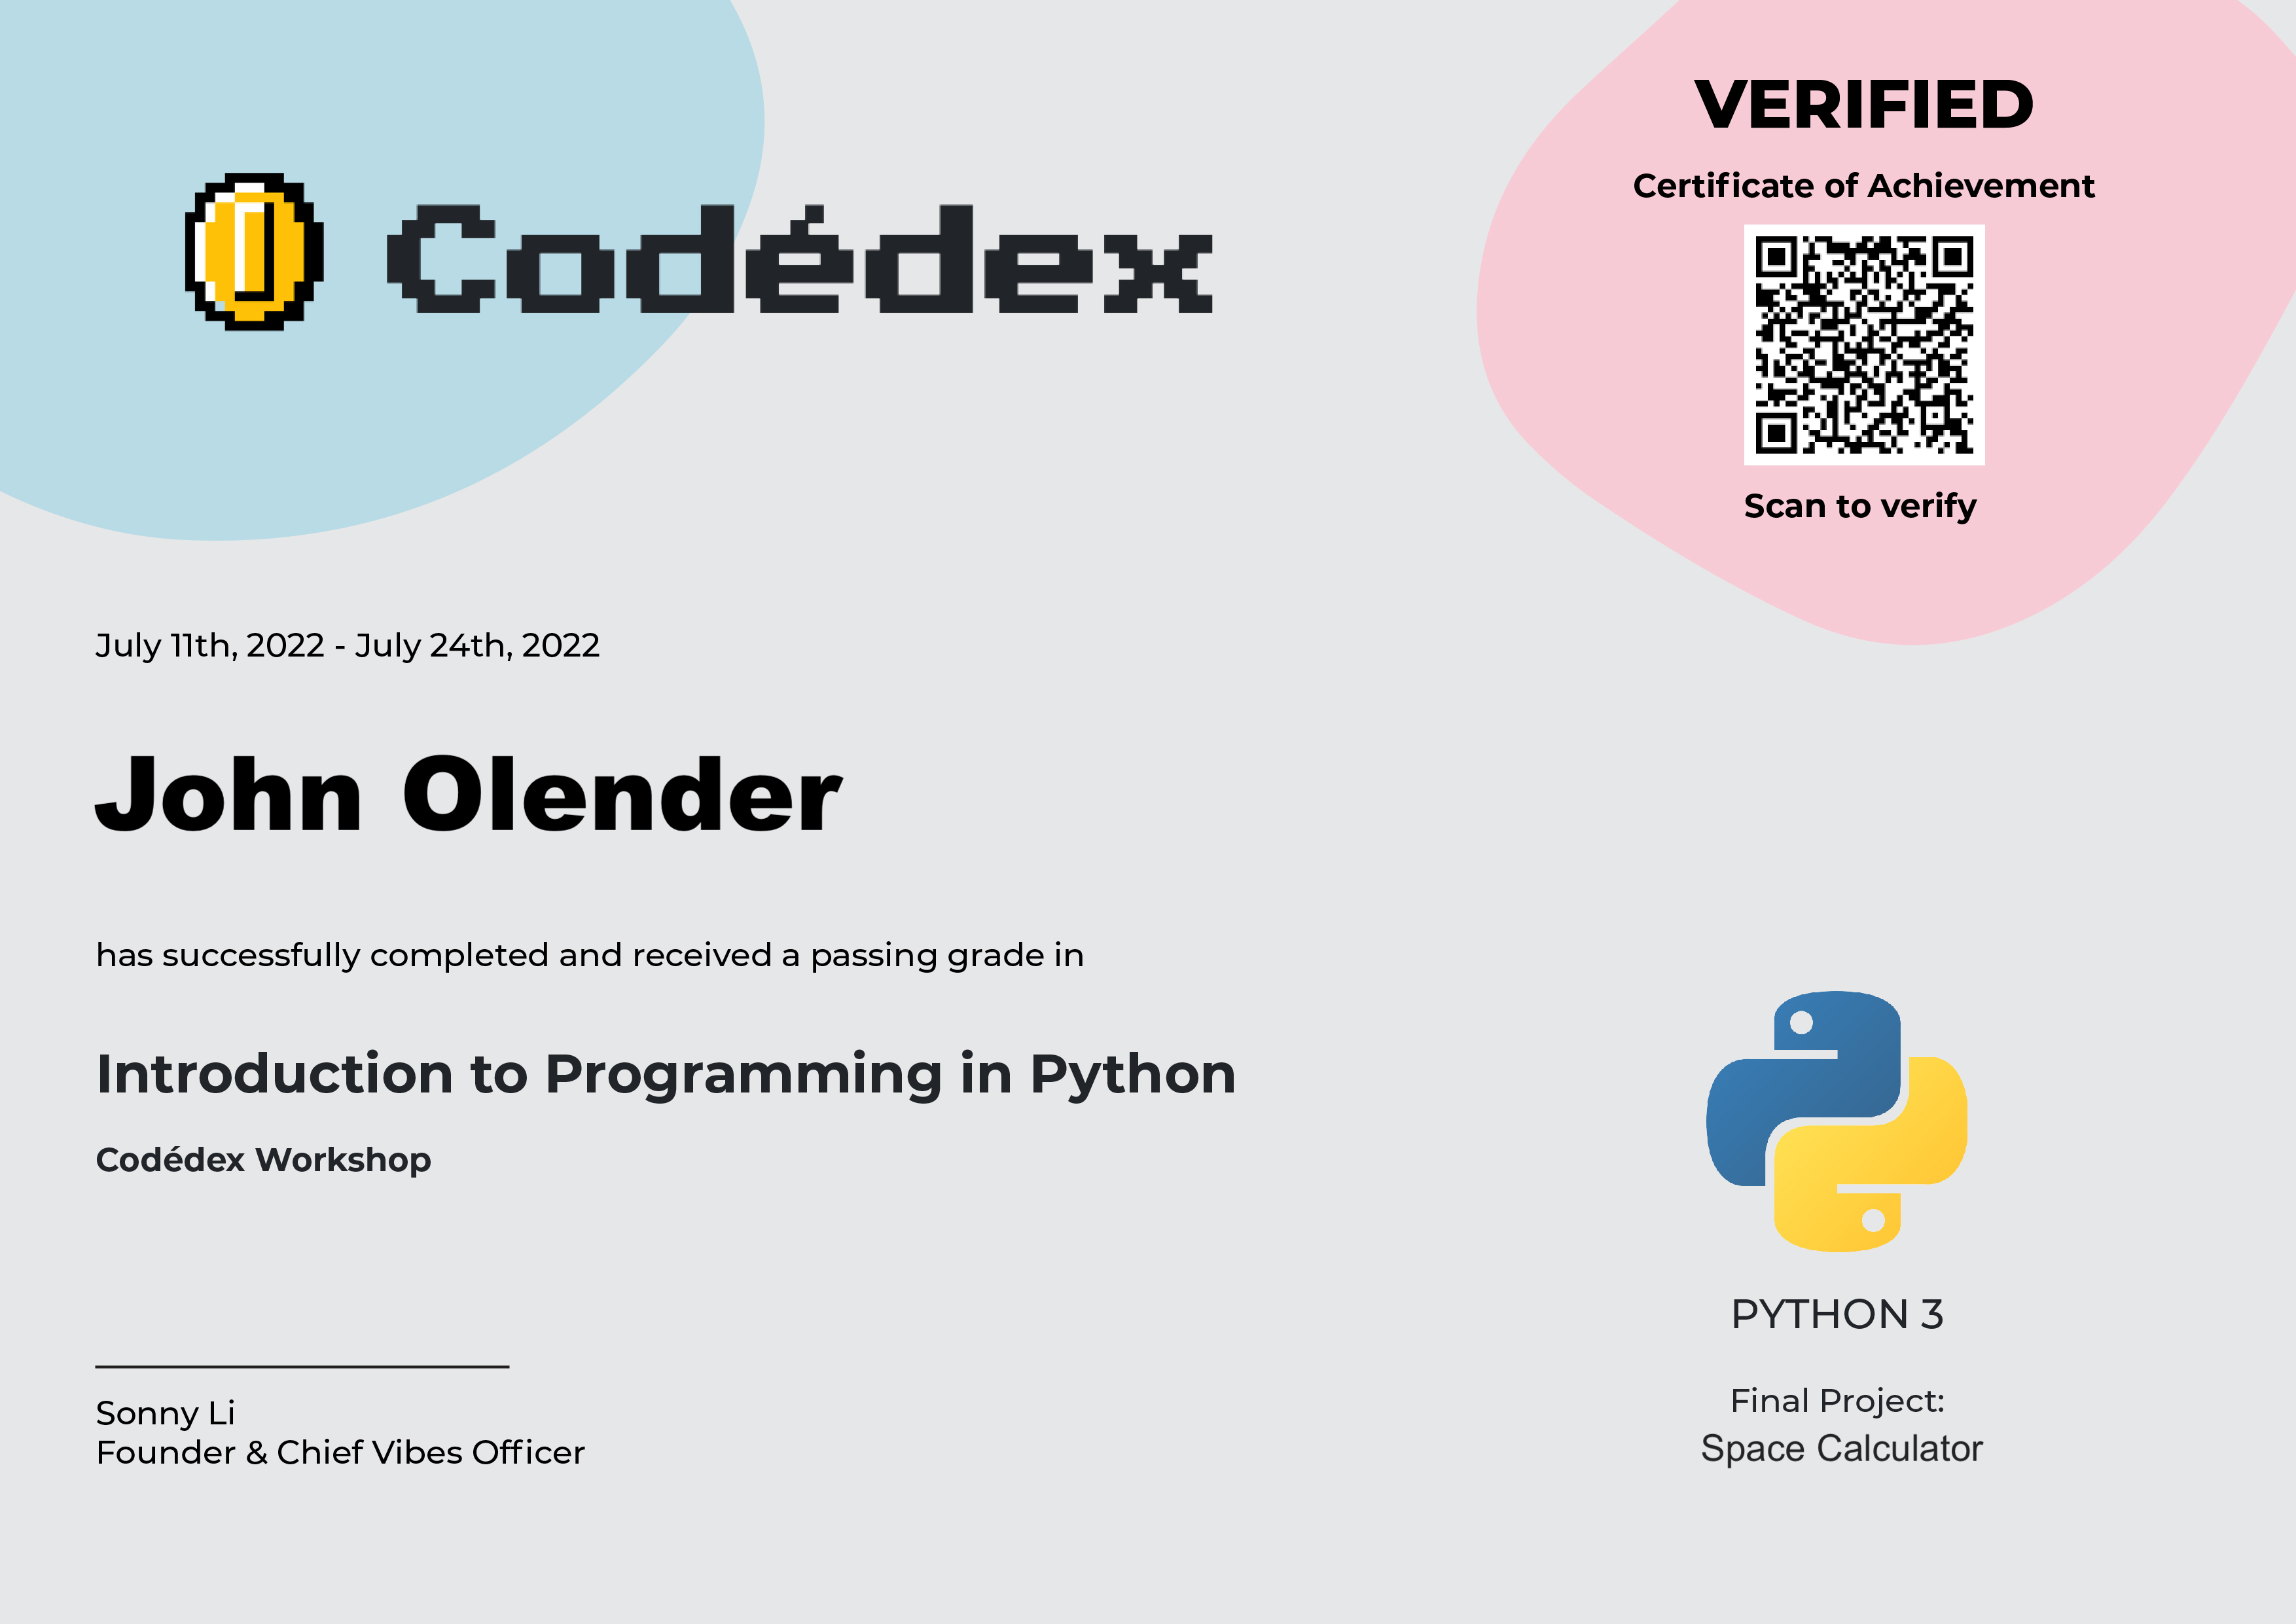 Codédex
VERIFIED
Certificate of Achievement
Scan to verify
July 11th, 2022 - July 24th, 2022
John Olender
has successfully completed and received a passing grade in
Introduction to Programming in Python
Codédex Workshop
PYTHON 3
Final Project:
Space Calculator
Sonny Li
Founder & Chief Vibes Officer